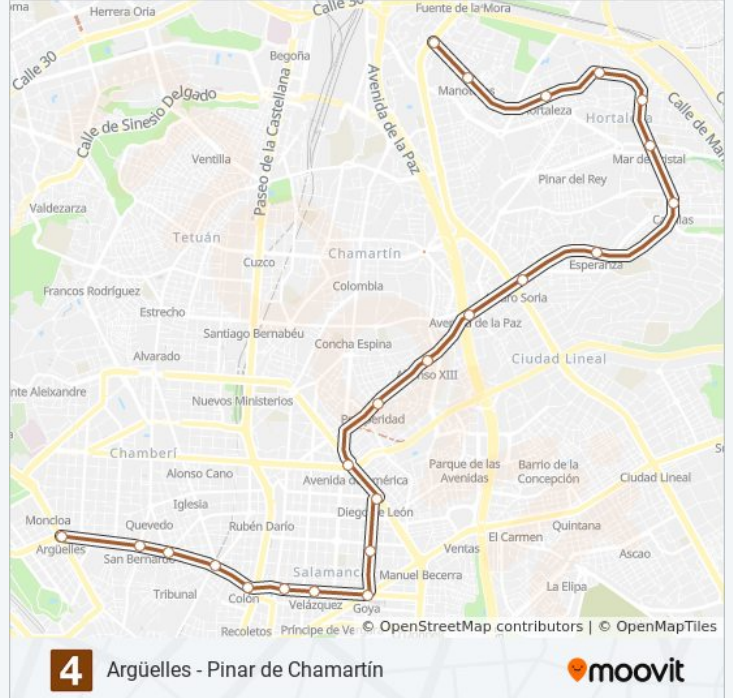 Herrera Oria
Calle 30
Fuente de la Mora
Calle 30
Begoña
Avenida de la Paz
Manoteras
Hortaleza
Hortaleza
Calle de Sinesio Delgado
Paseo de la Castellana
Ventilla
Mar de Cristal
Pinar del Rey
Valdezarza
Tetuán
Canillas
Chamartín
Cuzco
Esperanza
Colombia
Francos Rodríguez
Arturo Soria
Estrecho
Avenida de la Paz
Santiago Bernabéu
Concha Espina
Alvarado
Ciudad Lineal
Alfonso XIII
Nuevos Ministerios
Prosperidad
Chamberí
Alonso Cano
Avenida de América
Parque de las
Avenidas
Barrio de la
Concepción
Ciudad Lineal
Iglesia
Diego de León
Moncloa
Quevedo
Rubén Darío
Quintana
El Carmen
Argüelles
San Bernardo
Ventas
Ascao
Salamanca
Manuel Becerra
La Elipa
Tribunal
Colón
Velázquez
Goya
Recoletos
Príncipe de Ve
© OpenStreetMap contributors | © OpenMapTiles
4
Argüelles - Pinar de Chamartín
moovit